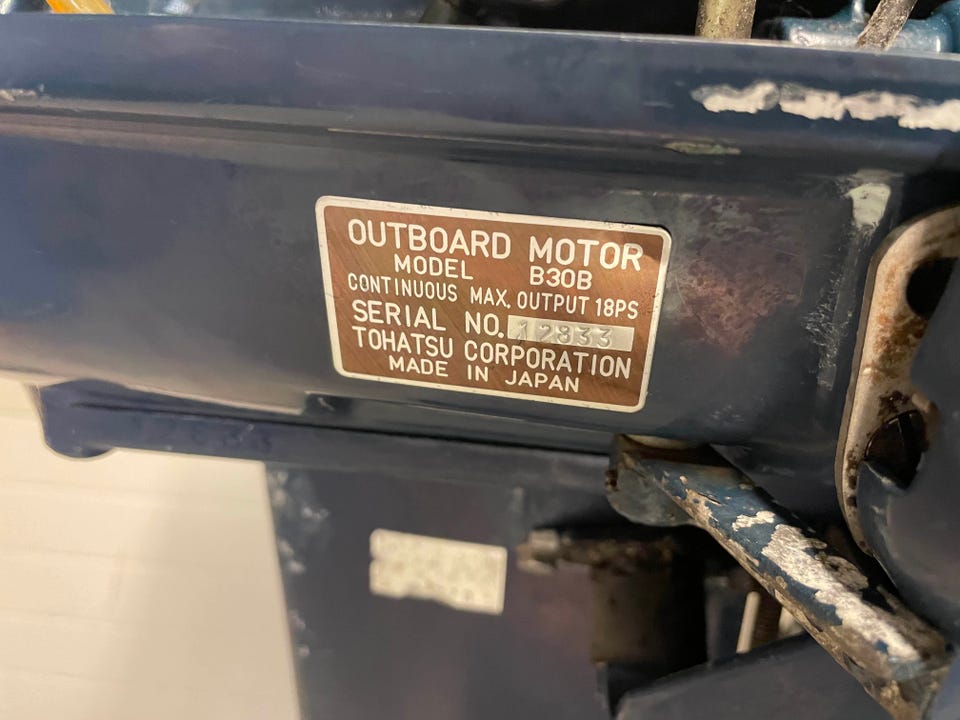 OUTBOARD MOTOR
MODEL B30B
CONTINUOUS MAX. OUTPUT 18PS
SERIAL NO. 12833
TOHATSU CORPORATION
MADE IN JAPAN